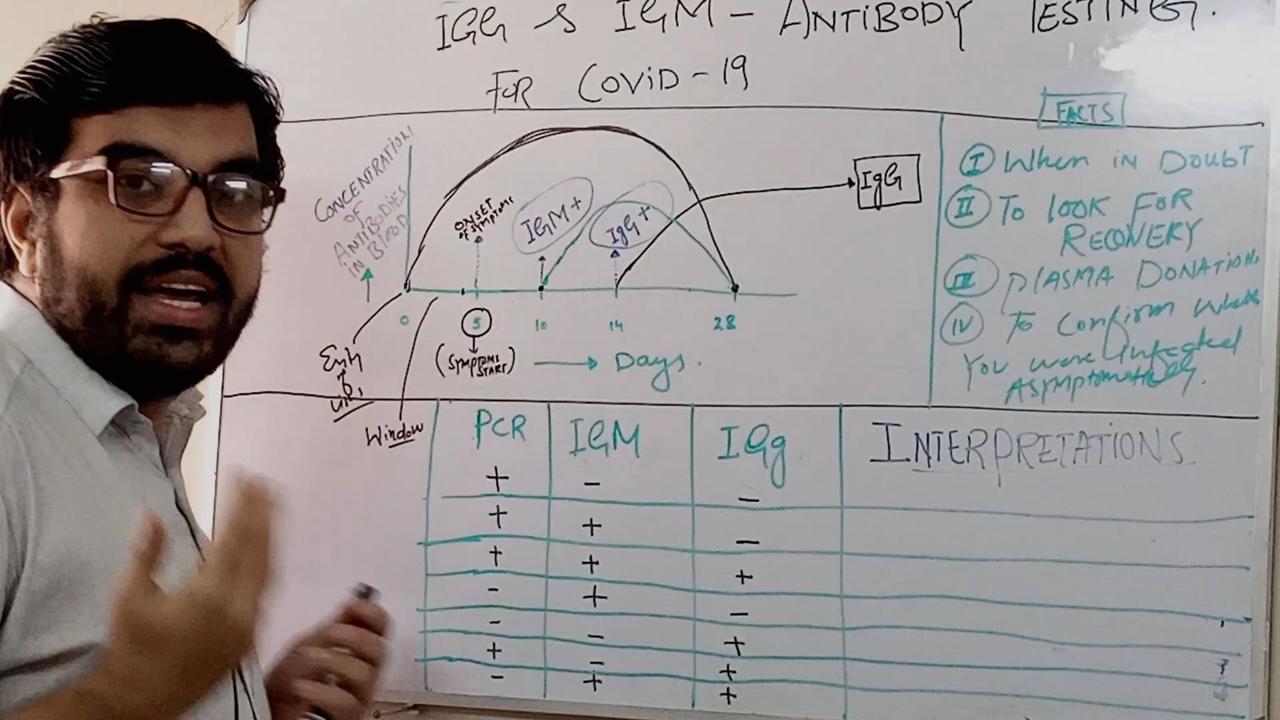 IGG & IGM - ANTIBODY TESTING.
FOR COVID-19
FACTS
CONCENTRATION
OF
ANTIBODIES
IN BLOOD
ONSET
OF SYMPTOMS
IGM+
IgG+
IgG
0
5
10
14
28
(SYMPTOMS
START)
Days.
Entry
Window
I When in Doubt
II To look FOR
RECOVERY
III PLASMA DONATION
IV To Confirm
You were infected
PCR IGM IGg INTERPRETATIONS
+ - -
+ + -
+ + +
- + -
- - +
+ - +
- + +